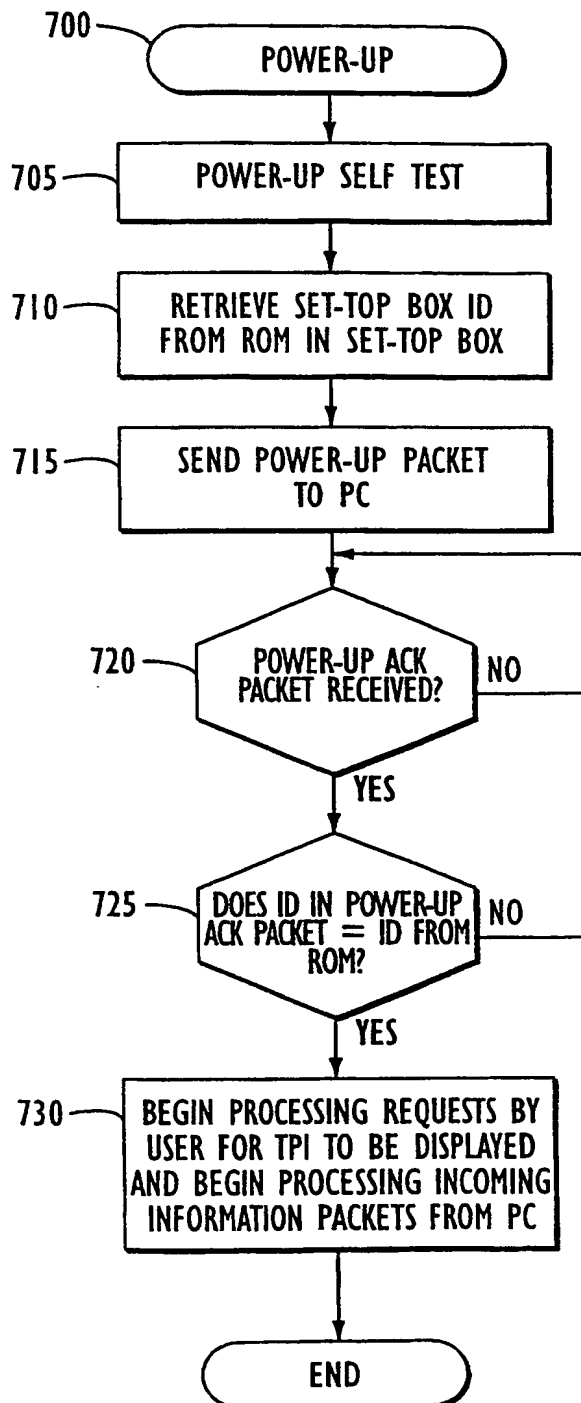 700
POWER-UP
705
POWER-UP SELF TEST
710
RETRIEVE SET-TOP BOX ID
FROM ROM IN SET-TOP BOX
715
SEND POWER-UP PACKET
TO PC
720
POWER-UP ACK
PACKET RECEIVED?
NO
YES
725
DOES ID IN POWER-UP
ACK PACKET = ID FROM
ROM?
NO
YES
730
BEGIN PROCESSING REQUESTS BY
USER FOR TPI TO BE DISPLAYED
AND BEGIN PROCESSING INCOMING
INFORMATION PACKETS FROM PC
END